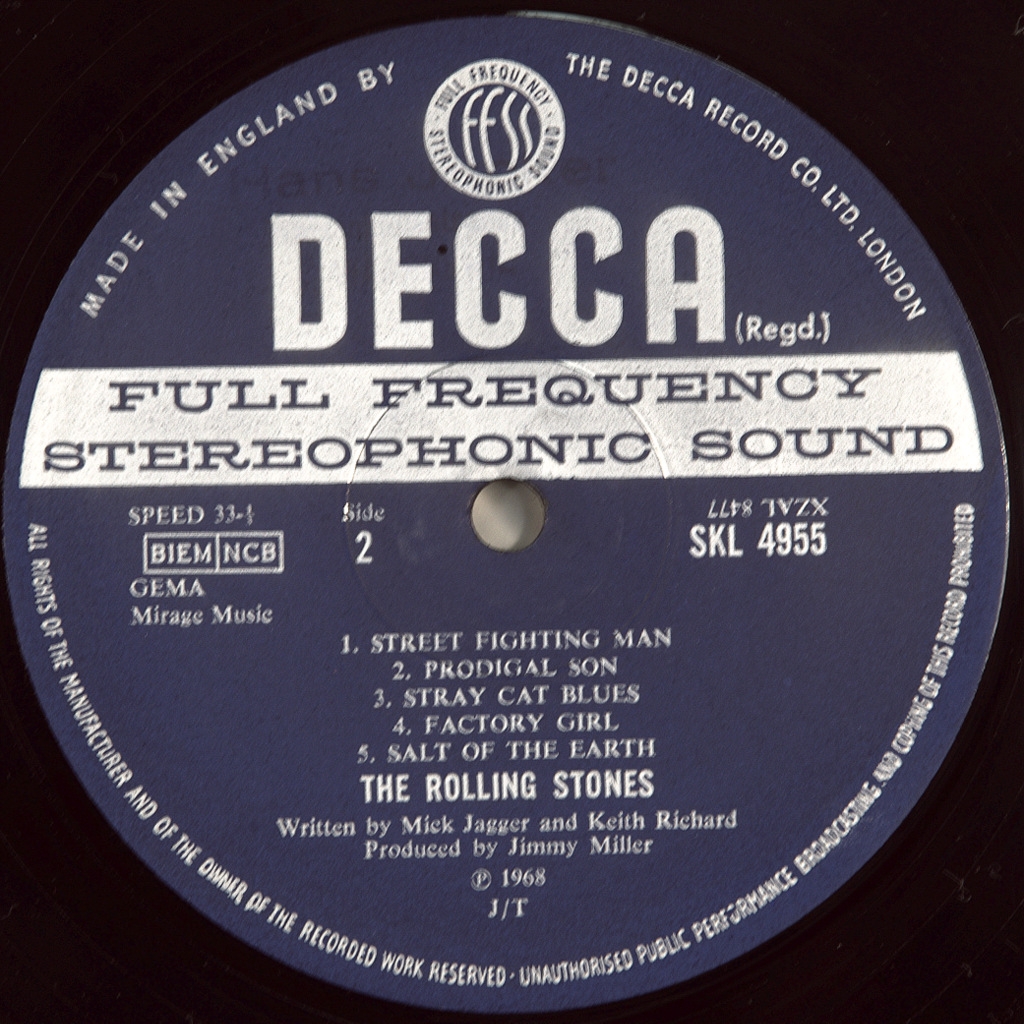 MADE IN ENGLAND BY
THE DECCA RECORD CO. LTD. LONDON
FULL FREQUENCY
STEREOPHONIC SOUND
FFSS
DECCA (Regd.)
FULL FREQUENCY
STEREOPHONIC SOUND
SPEED 33-⅓
BIEM NCB
GEMA
Mirage Music
Side
2
XZAL 8477
SKL 4955
1. STREET FIGHTING MAN
2. PRODIGAL SON
3. STRAY CAT BLUES
4. FACTORY GIRL
5. SALT OF THE EARTH
THE ROLLING STONES
Written by Mick Jagger and Keith Richard
Produced by Jimmy Miller
℗ 1968
J/T
ALL RIGHTS OF THE MANUFACTURER AND OF THE OWNER OF THE RECORDED WORK RESERVED · UNAUTHORISED PUBLIC PERFORMANCE BROADCASTING, AND COPYING OF THIS RECORD PROHIBITED